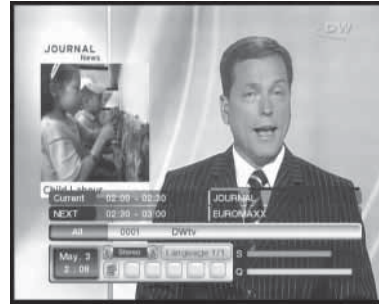 DW
JOURNAL
News
Child Labour
Current 02:00 - 02:30 JOURNAL
NEXT 02:30 - 03:00 EUROMAXX
All 0001 DWtv
May. 3 Stereo Language 1/1 S
2:08 Q